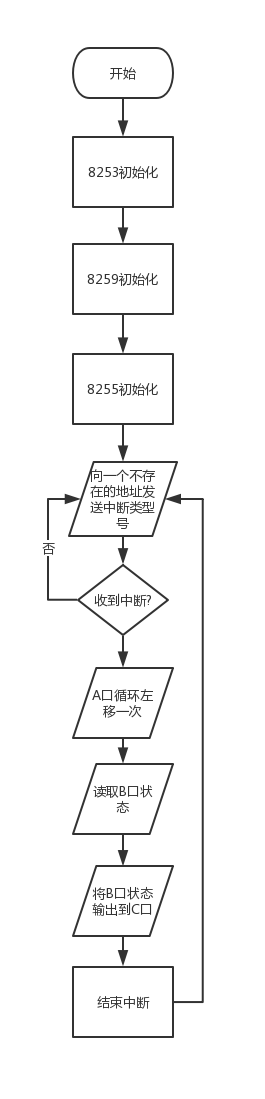 开始
8253初始化
8259初始化
8255初始化
向一个不存
在的地址发
送中断类型
号
否
收到中断?
A口循环左
移一次
读取B口状
态
将B口状态
输出到C口
结束中断